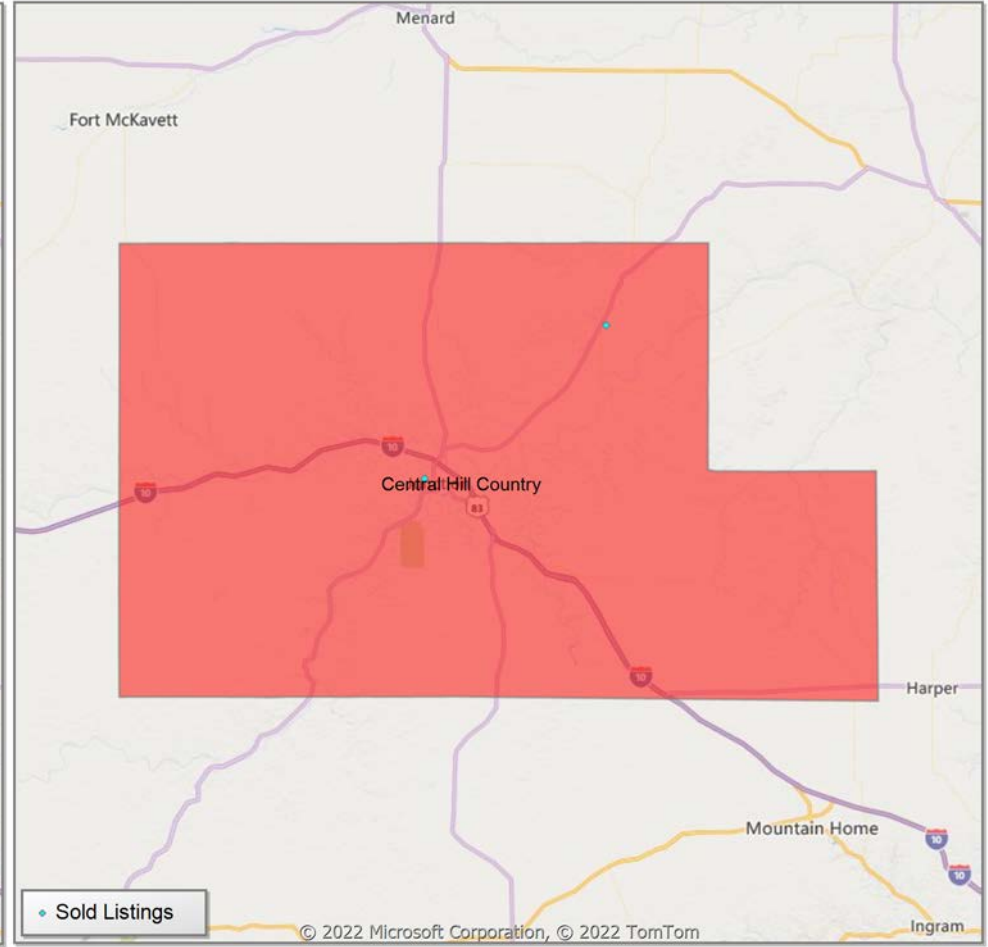 Menard
Fort McKavett
10
10
Central Hill Country
83
10
Harper
Mountain Home
10
10
Sold Listings
Ingram
© 2022 Microsoft Corporation, © 2022 TomTom